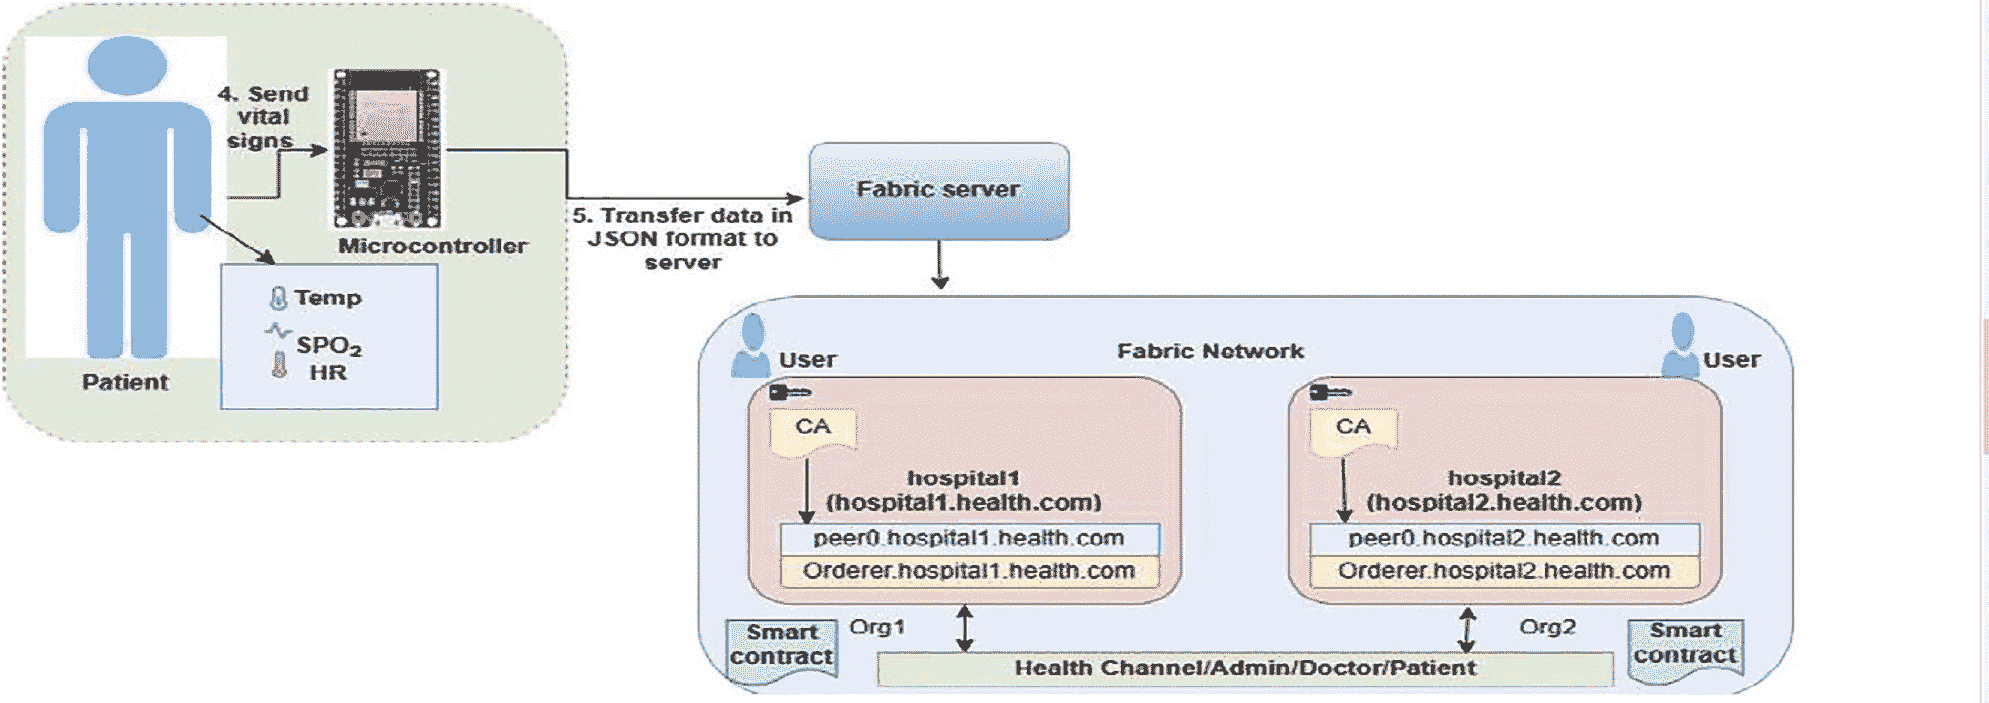 4. Send
vital
signs
Microcontroller
Temp
SPO₂
HR
Patient
5. Transfer data in
JSON format to
server
Fabric server
Fabric Network
User
User
CA
hospital1
(hospital1.health.com)
peer0.hospital1.health.com
Orderer.hospital1.health.com
CA
hospital2
(hospital2.health.com)
peer0.hospital2.health.com
Orderer.hospital2.health.com
Smart
contract
Org1
Org2
Smart
contract
Health Channel/Admin/Doctor/Patient